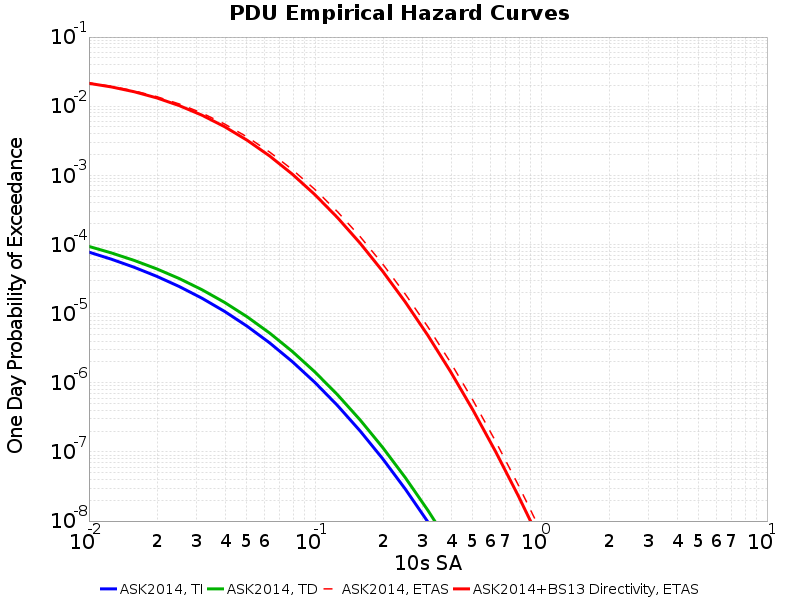 PDU Empirical Hazard Curves
One Day Probability of Exceedance
10^-1
10^-2
10^-3
10^-4
10^-5
10^-6
10^-7
10^-8
10^-2 2 3 4 5 6 10^-1 2 3 4 5 6 7 10^0 2 3 4 5 6 7 10^1
10s SA
ASK2014, TI ASK2014, TD ASK2014, ETAS ASK2014+BS13 Directivity, ETAS